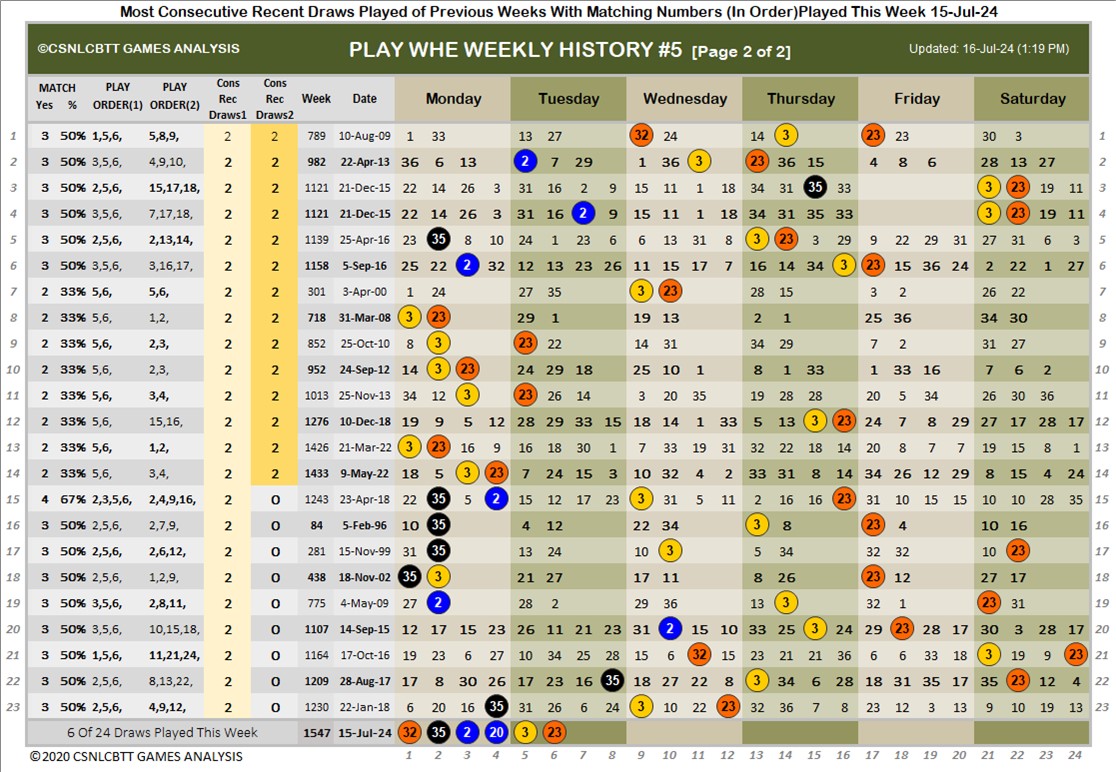 Most Consecutive Recent Draws Played of Previous Weeks With Matching Numbers (In Order)Played This Week 15-Jul-24
©CSNLCBTT GAMES ANALYSIS PLAY WHE WEEKLY HISTORY #5 [Page 2 of 2] Updated: 16-Jul-24 (1:19 PM)
MATCH Yes % PLAY ORDER(1) PLAY ORDER(2) Cons Rec Draws1 Cons Rec Draws2 Week Date Monday Tuesday Wednesday Thursday Friday Saturday
1 3 50% 1,5,6, 5,8,9, 2 2 789 10-Aug-09 1 33 13 27 32 24 14 3 23 23 30 3 1
2 3 50% 3,5,6, 4,9,10, 2 2 982 22-Apr-13 36 6 13 2 7 29 1 36 3 23 36 15 4 8 6 28 13 27 2
3 3 50% 2,5,6, 15,17,18, 2 2 1121 21-Dec-15 22 14 26 3 31 16 2 9 15 11 1 18 34 31 35 33 3 22 19 11 3
4 3 50% 3,5,6, 7,17,18, 2 2 1121 21-Dec-15 22 14 26 3 31 16 2 9 15 11 1 18 34 31 35 33 3 23 19 11 4
5 3 50% 2,5,6, 2,13,14, 2 2 1139 25-Apr-16 23 35 8 10 24 1 23 6 6 13 31 8 3 23 3 29 9 22 29 31 27 31 6 3 5
6 3 50% 3,5,6, 3,16,17, 2 2 1158 5-Sep-16 25 22 2 32 12 13 23 26 11 15 17 7 16 14 34 3 23 15 36 24 2 22 1 27 6
7 2 33% 5,6, 5,6, 2 2 301 3-Apr-00 1 24 27 35 3 23 28 15 3 2 26 22 7
8 2 33% 5,6, 1,2, 2 2 718 31-Mar-08 3 23 29 1 19 13 2 1 25 36 34 30 8
9 2 33% 5,6, 2,3, 2 2 852 25-Oct-10 8 3 23 22 14 31 34 29 7 2 31 27 9
10 2 33% 5,6, 2,3, 2 2 952 24-Sep-12 14 3 23 24 29 18 25 10 1 8 1 33 1 33 16 7 6 2 10
11 2 33% 5,6, 3,4, 2 2 1013 25-Nov-13 34 12 3 23 26 14 3 20 35 19 28 28 20 5 34 26 30 36 11
12 2 33% 5,6, 15,16, 2 2 1276 10-Dec-18 19 9 5 12 28 29 33 15 18 14 1 33 5 13 3 23 24 7 8 29 27 17 28 17 12
13 2 33% 5,6, 1,2, 2 2 1426 21-Mar-22 3 23 16 9 16 18 30 1 7 33 19 31 32 22 18 14 20 8 7 7 19 15 8 1 13
14 2 33% 5,6, 3,4, 2 2 1433 9-May-22 18 5 3 23 7 24 15 3 10 32 4 2 33 31 8 14 34 26 12 29 8 15 4 24 14
15 4 67% 2,3,5,6, 2,4,9,16, 2 0 1243 23-Apr-18 22 35 5 2 15 12 17 23 3 31 5 11 2 16 16 23 31 10 15 15 10 10 28 35 15
16 3 50% 2,5,6, 2,7,9, 2 0 84 5-Feb-96 10 35 4 12 22 34 3 8 23 4 10 16 16
17 3 50% 2,5,6, 2,6,12, 2 0 281 15-Nov-99 31 35 13 24 10 3 5 34 32 32 10 23 17
18 3 50% 2,5,6, 1,2,9, 2 0 438 18-Nov-02 35 3 21 27 17 11 8 26 23 12 27 17 18
19 3 50% 3,5,6, 2,8,11, 2 0 775 4-May-09 27 2 28 2 29 36 13 3 32 1 23 31 19
20 3 50% 3,5,6, 10,15,18, 2 0 1107 14-Sep-15 12 17 15 23 26 11 21 23 31 2 15 10 33 25 3 24 29 23 28 17 30 3 28 17 20
21 3 50% 1,5,6, 11,21,24, 2 0 1164 17-Oct-16 19 23 6 27 10 34 25 28 15 6 32 15 23 21 21 36 6 6 33 18 3 19 9 23 21
22 3 50% 2,5,6, 8,13,22, 2 0 1209 28-Aug-17 17 8 30 26 17 23 16 35 18 27 22 8 3 34 6 28 18 31 35 17 35 23 12 4 22
23 3 50% 2,5,6, 4,9,12, 2 0 1230 22-Jan-18 6 20 16 35 31 26 6 24 3 10 22 23 32 36 7 8 23 12 3 13 9 10 19 13 23
6 Of 24 Draws Played This Week 1547 15-Jul-24 32 35 2 20 3 23
©2020 CSNLCBTT GAMES ANALYSIS 1 2 3 4 5 6 7 8 9 10 11 12 13 14 15 16 17 18 19 20 21 22 23 24